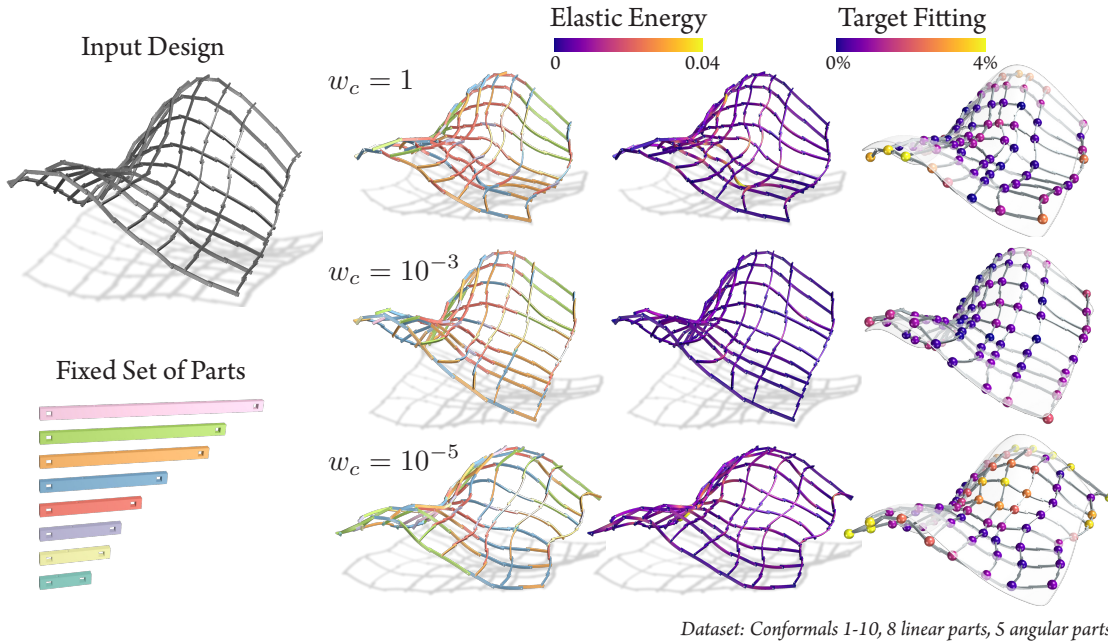 Input Design
Elastic Energy
0 0.04
Target Fitting
0% 4%
w_c = 1
w_c = 10^{-3}
w_c = 10^{-5}
Fixed Set of Parts
Dataset: Conformals 1-10, 8 linear parts, 5 angular parts